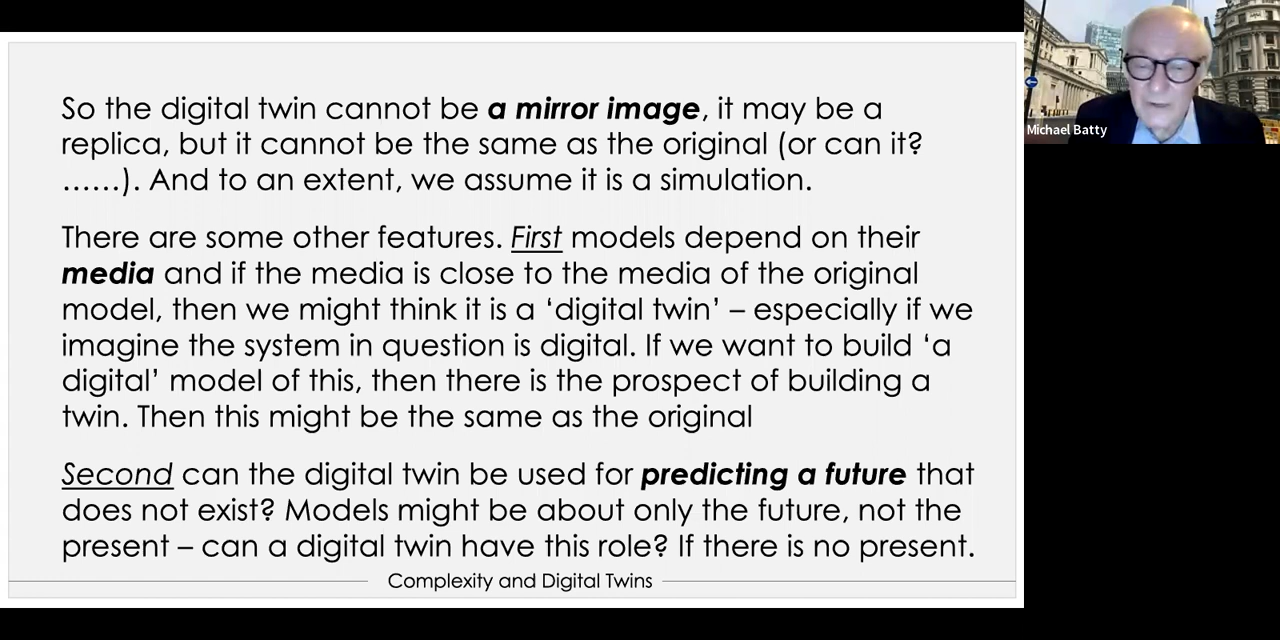 So the digital twin cannot be a mirror image, it may be a
replica, but it cannot be the same as the original (or can it?
......). And to an extent, we assume it is a simulation.
There are some other features. First models depend on their
media and if the media is close to the media of the original
model, then we might think it is a ‘digital twin’ – especially if we
imagine the system in question is digital. If we want to build ‘a
digital’ model of this, then there is the prospect of building a
twin. Then this might be the same as the original
Second can the digital twin be used for predicting a future that
does not exist? Models might be about only the future, not the
present – can a digital twin have this role? If there is no present.
Complexity and Digital Twins
Michael Batty